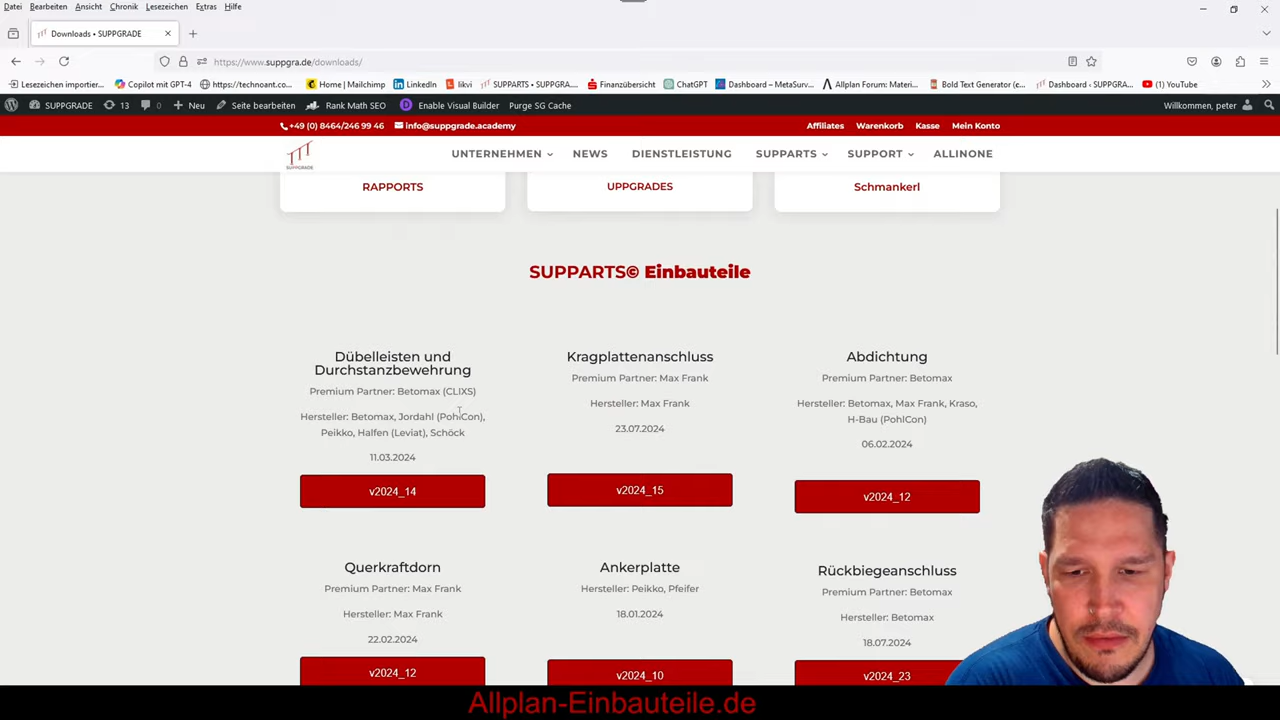 Datei Bearbeiten Ansicht Chronik Extras Lesezeichen Hilfe
Downloads • SUPPGRADE
https://www.suppgra.de/downloads/
Lesezeichen importier... Copilot mit GPT-4 https://technoant.co... Home | Mailchimp LinkedIn likvi SUPPARTS • SUPPGRA... Finanzübersicht ChatGPT Dashboard – MetaSurv... Allplan Forum: Materi... Bold Text Generator (e... Dashboard ‹ SUPPGRA... (1) YouTube
SUPPGRADE 13 0 Neu Seite bearbeiten Rank Math SEO Enable Visual Builder Purge SG Cache Willkommen, peter
+49 (0) 8464/246 99 46 info@suppgrade.academy Affiliates Warenkorb Kasse Mein Konto
SUPPGRADE
UNTERNEHMEN NEWS DIENSTLEISTUNG SUPPARTS SUPPORT ALLINONE
RAPPORTS UPPGRADES Schmankerl
SUPPARTS© Einbauteile
Dübelleisten und
Durchstanzbewehrung
Premium Partner: Betomax (CLIXS)
Hersteller: Betomax, Jordahl (PohlCon),
Peikko, Halfen (Leviat), Schöck
11.03.2024
v2024_14
Kragplattenanschluss
Premium Partner: Max Frank
Hersteller: Max Frank
23.07.2024
v2024_15
Abdichtung
Premium Partner: Betomax
Hersteller: Betomax, Max Frank, Kraso,
H-Bau (PohlCon)
06.02.2024
v2024_12
Querkraftdorn
Premium Partner: Max Frank
Hersteller: Max Frank
22.02.2024
v2024_12
Ankerplatte
Hersteller: Peikko, Pfeifer
18.01.2024
v2024_10
Rückbiegeanschluss
Premium Partner: Betomax
Hersteller: Betomax
18.07.2024
v2024_23
Allplan-Einbauteile.de